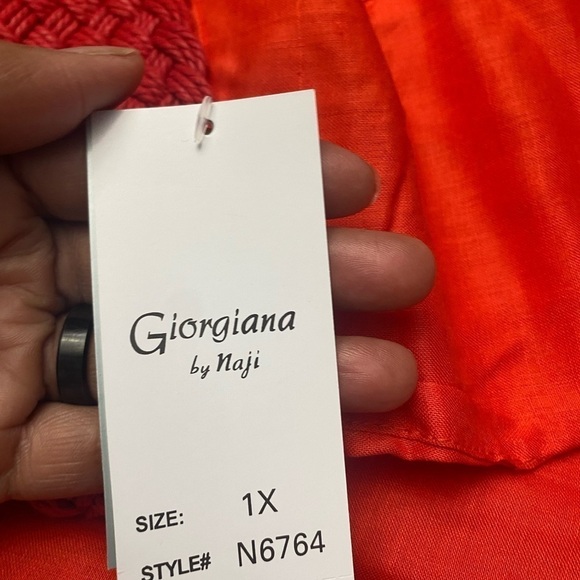 Giorgiana
by Naji
SIZE: 1X
STYLE# N6764